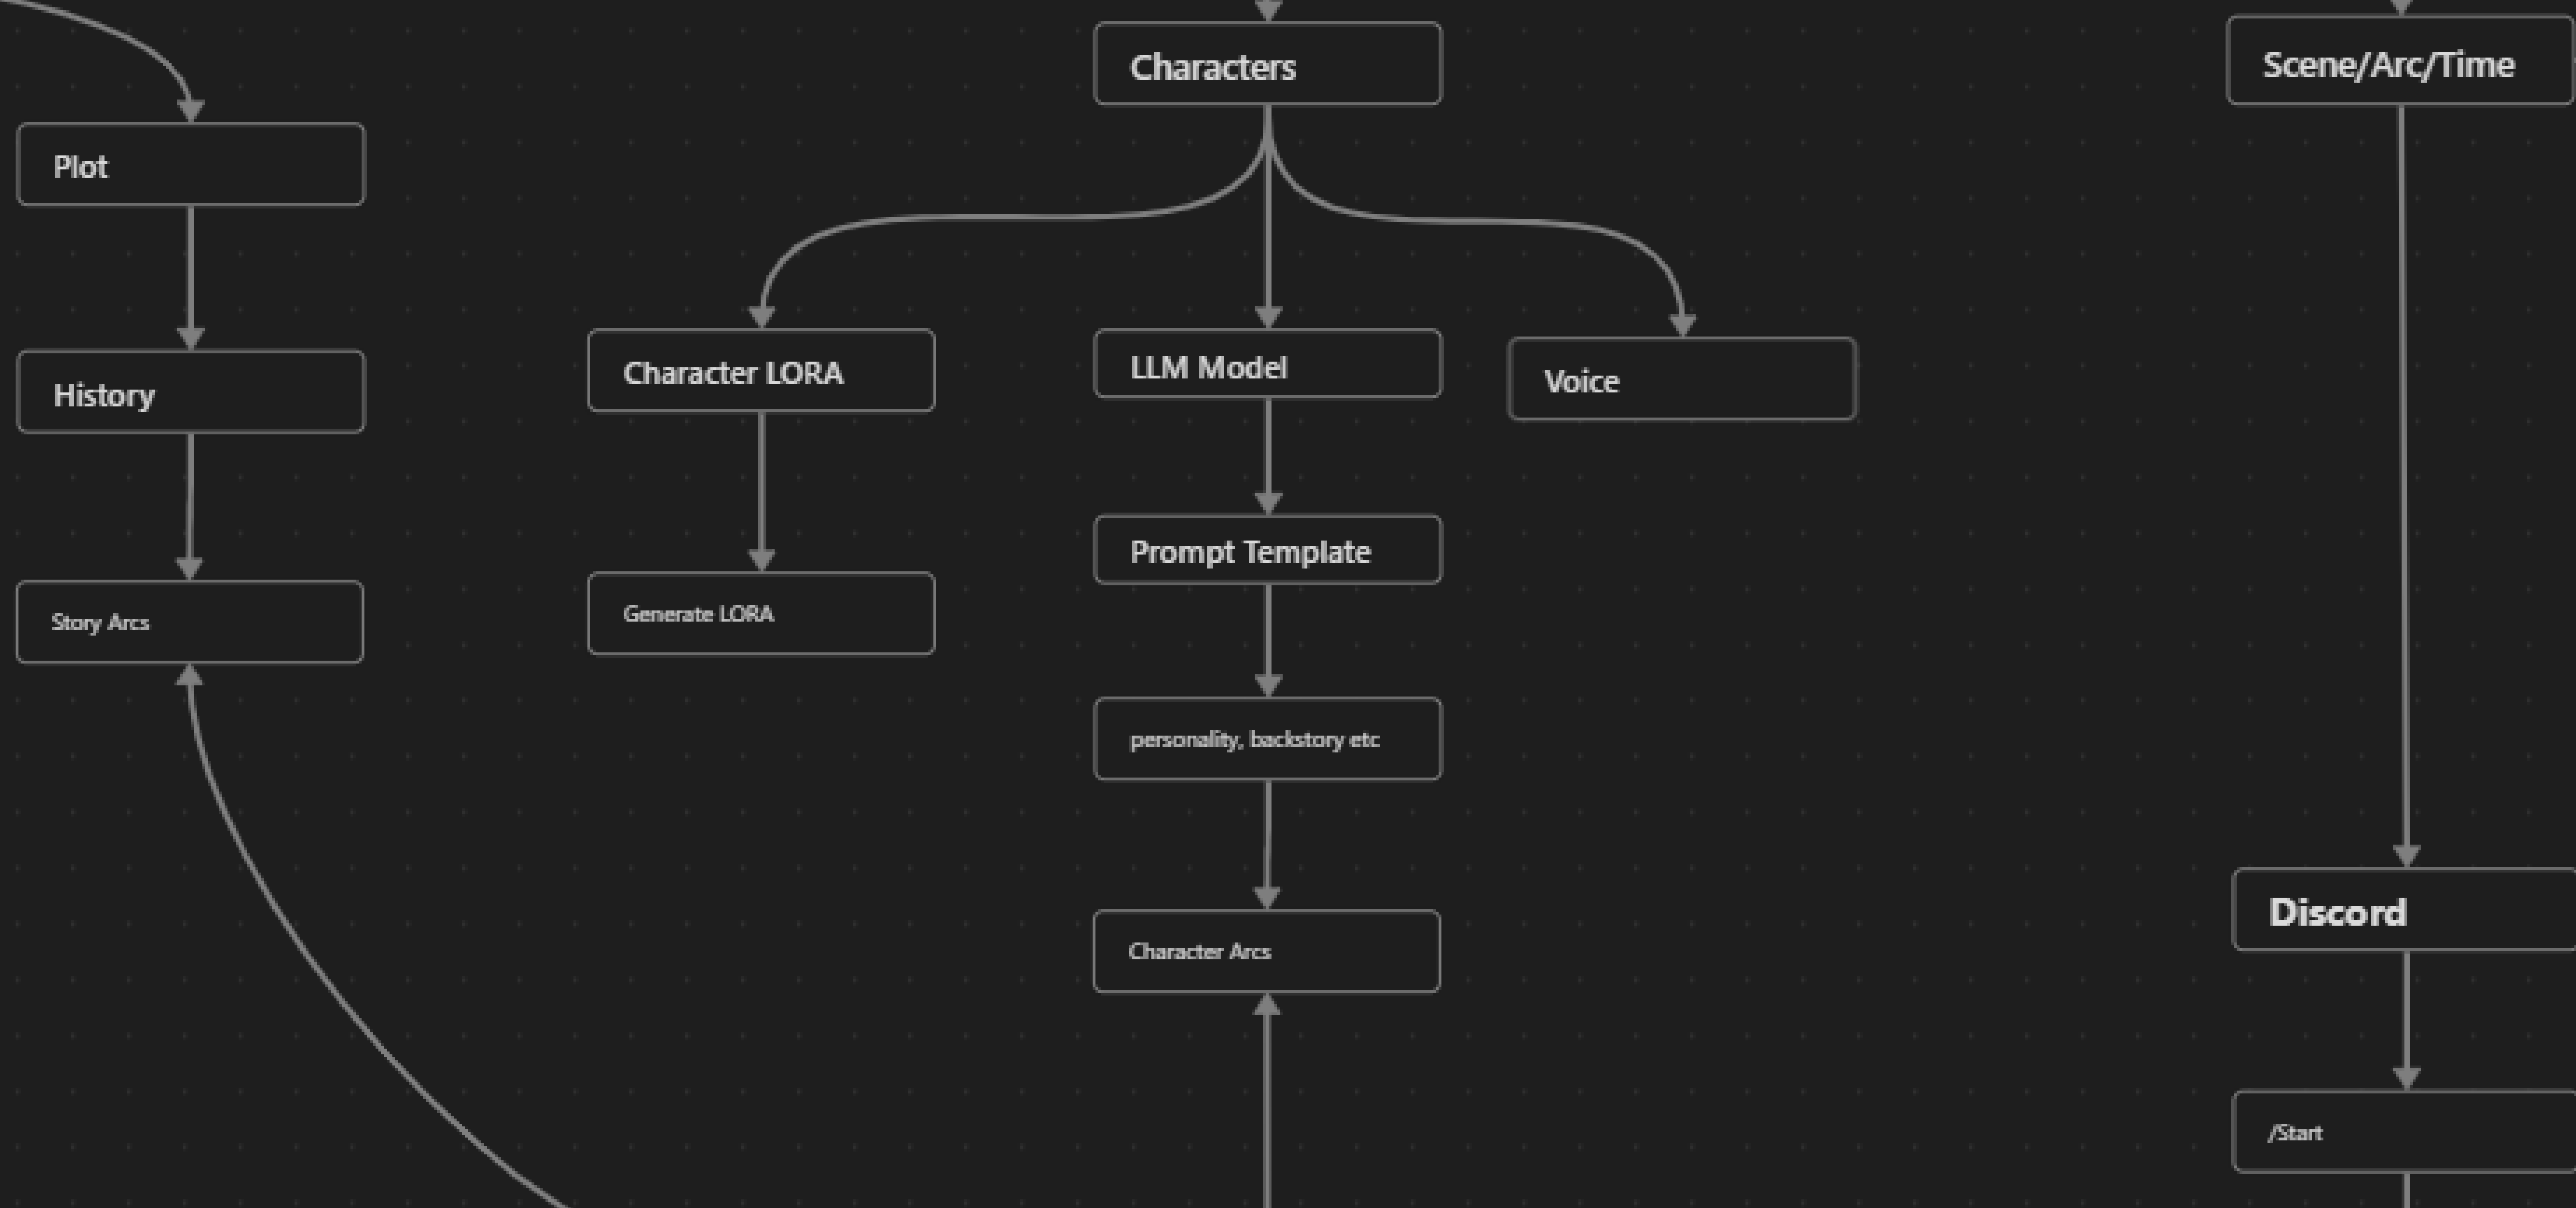 Characters
Scene/Arc/Time
Plot
History
Character LORA
LLM Model
Voice
Prompt Template
Story Arcs
Generate LORA
personality, backstory etc
Character Arcs
Discord
/Start